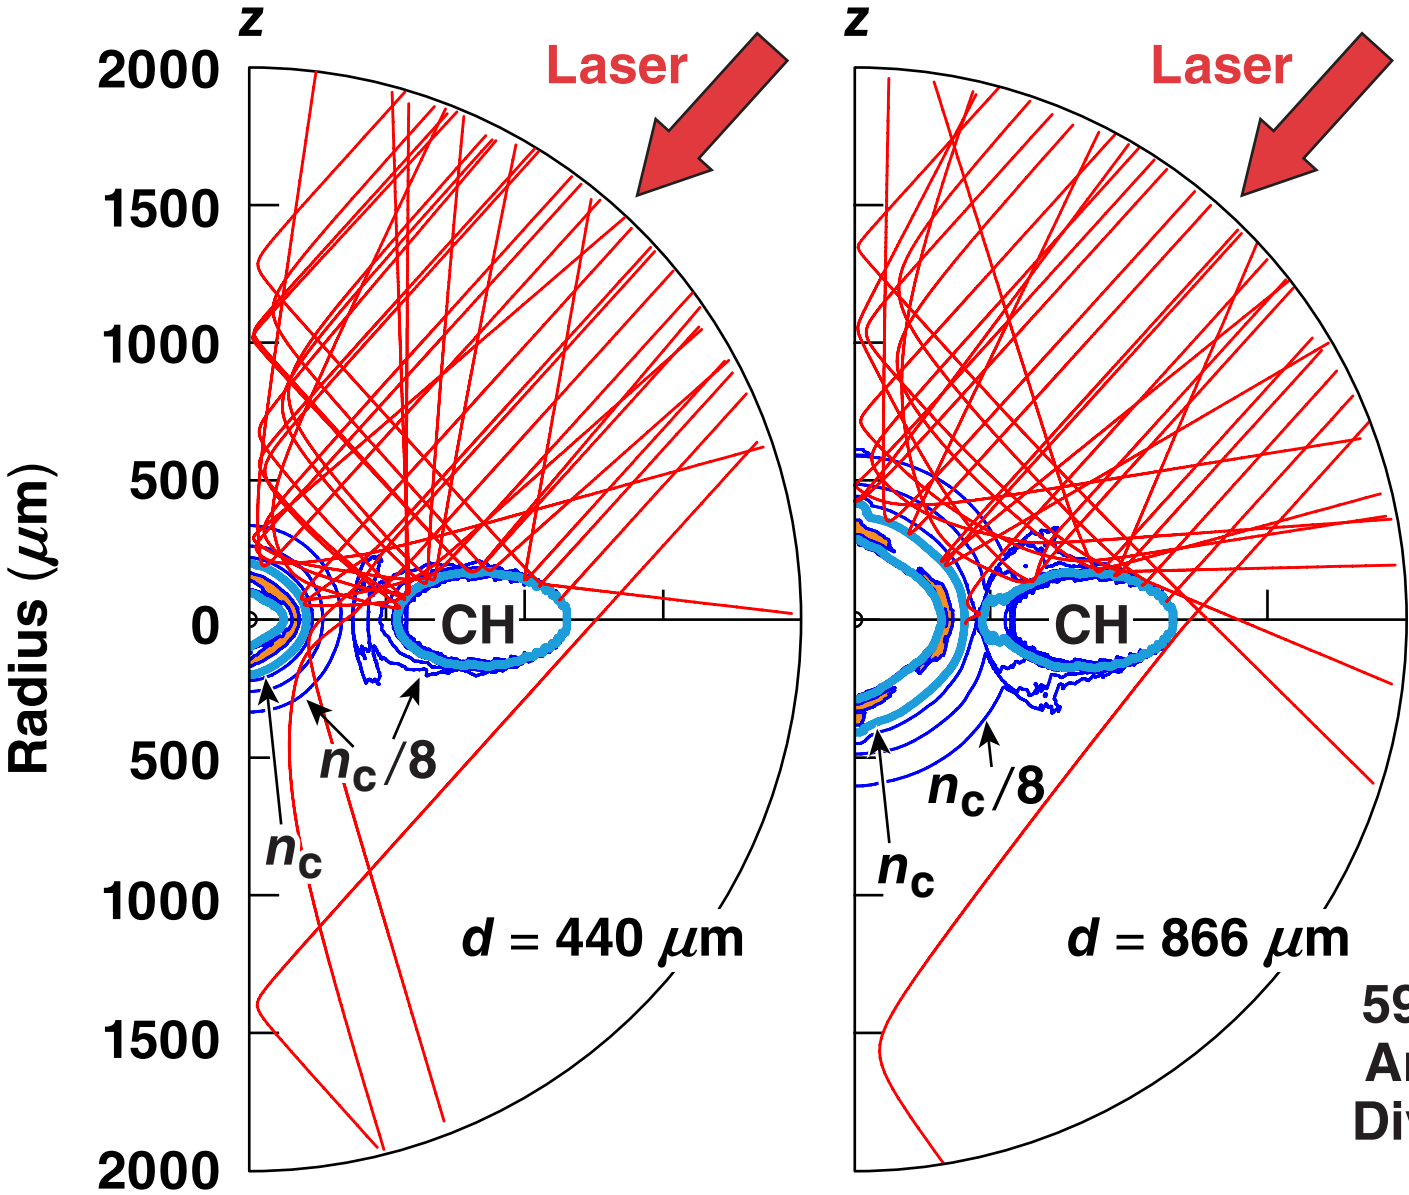 z
z
Laser
Laser
2000
1500
1000
500
0
500
1000
1500
2000
Radius (μm)
CH
CH
nc/8
nc/8
nc
nc
d = 440 μm
d = 866 μm
59